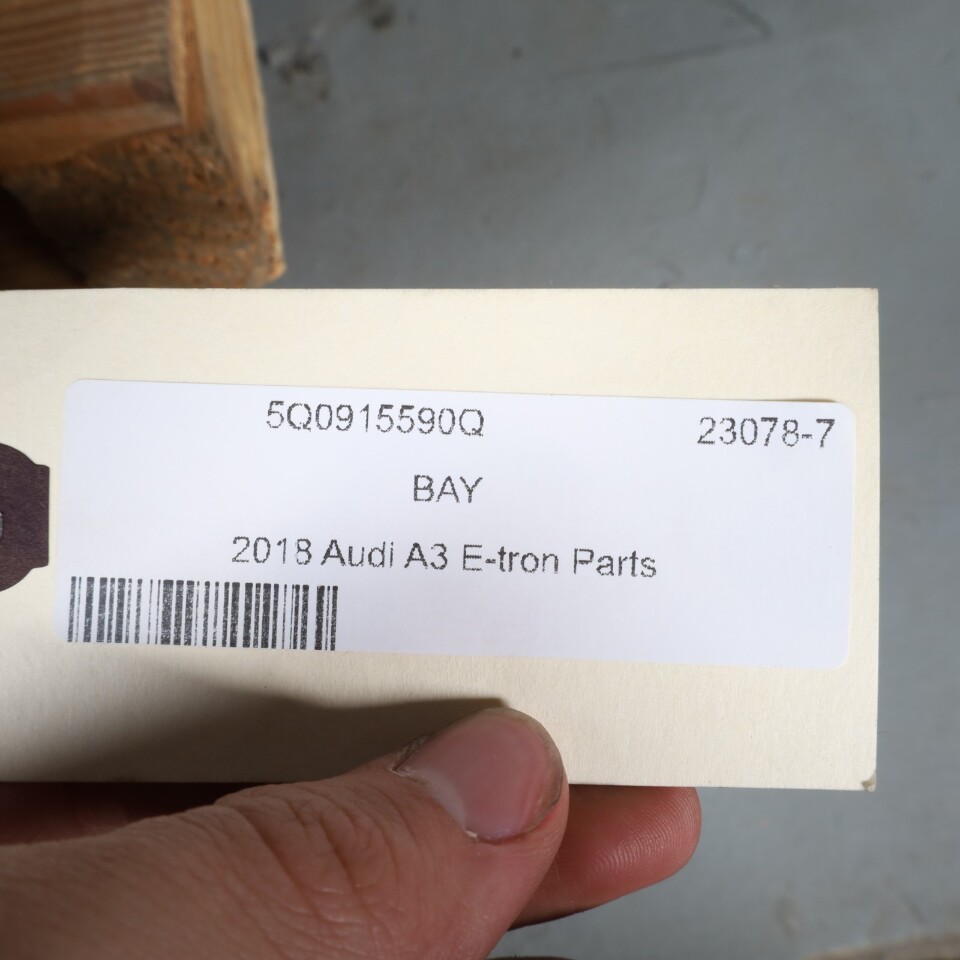 5Q0915590Q 23078-7
BAY
2018 Audi A3 E-tron Parts